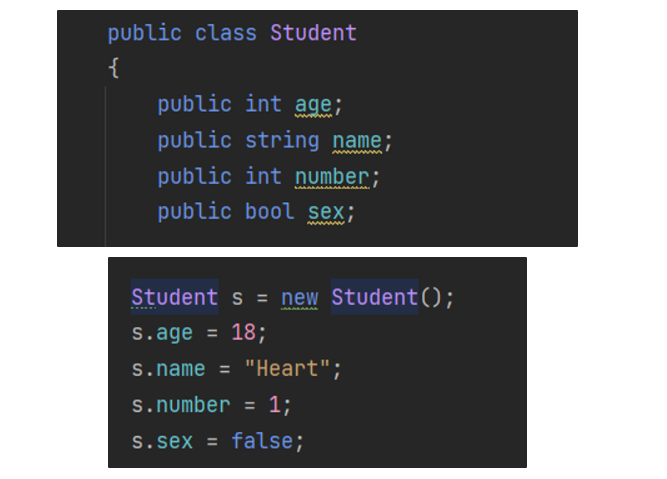 public class Student
{
public int age;
public string name;
public int number;
public bool sex;
Student s = new Student();
s.age = 18;
s.name = "Heart";
s.number = 1;
s.sex = false;